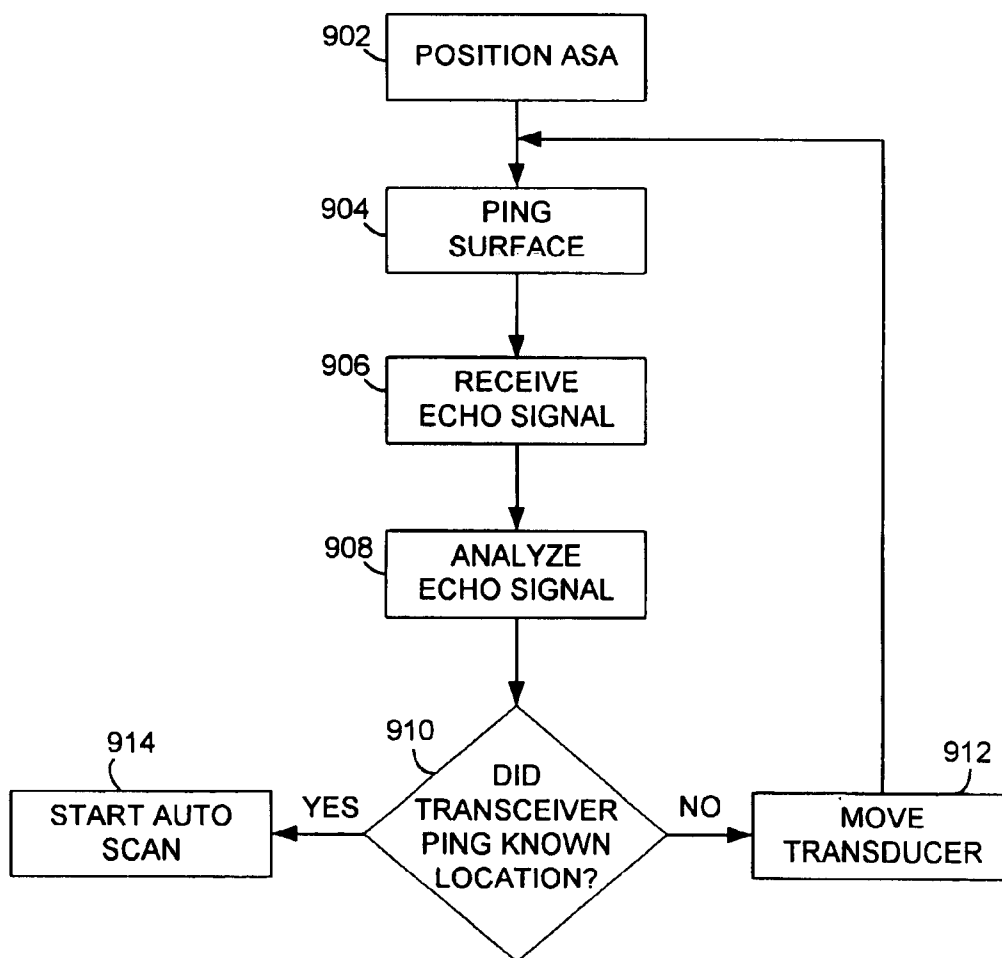 902
POSITION ASA
904
PING
SURFACE
906
RECEIVE
ECHO SIGNAL
908
ANALYZE
ECHO SIGNAL
910
DID
TRANSCEIVER
PING KNOWN
LOCATION?
YES
NO
914
START AUTO
SCAN
912
MOVE
TRANSDUCER